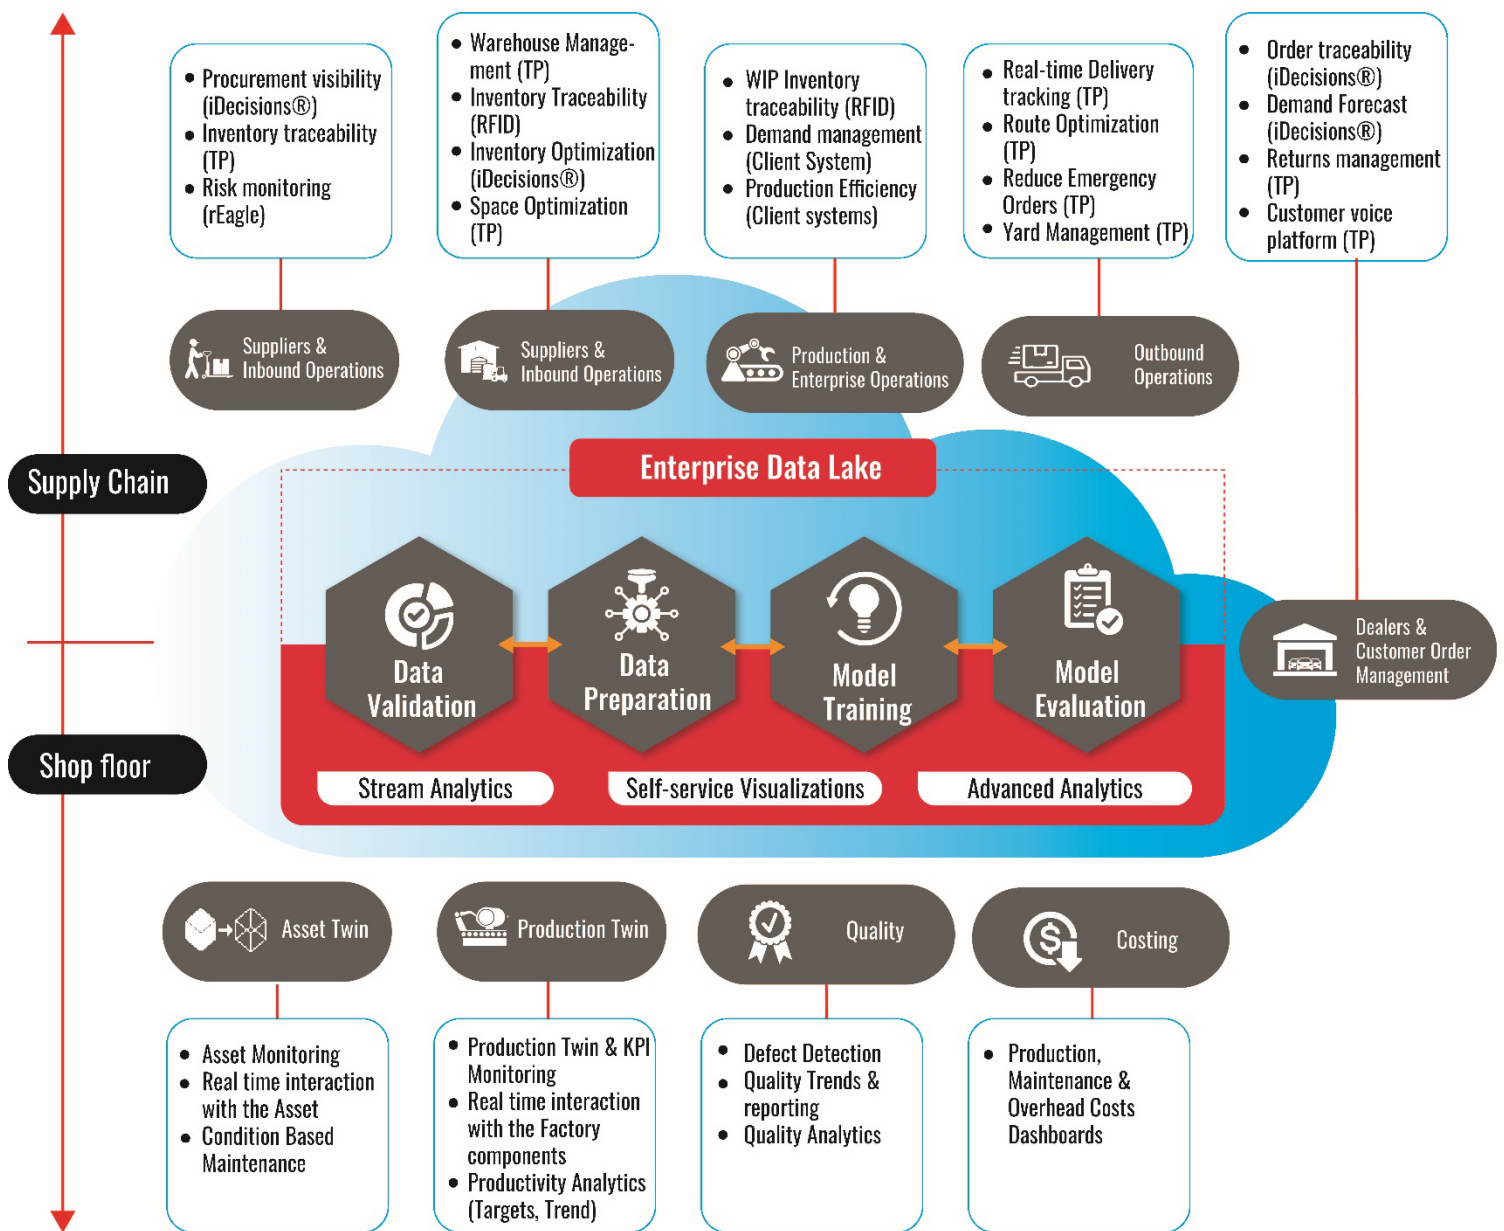 • Procurement visibility
(iDecisions®)
• Inventory traceability
(TP)
• Risk monitoring
(rEagle)
• Warehouse Manage-
ment (TP)
• Inventory Traceability
(RFID)
• Inventory Optimization
(iDecisions®)
• Space Optimization
(TP)
• WIP Inventory
traceability (RFID)
• Demand management
(Client System)
• Production Efficiency
(Client systems)
• Real-time Delivery
tracking (TP)
• Route Optimization
(TP)
• Reduce Emergency
Orders (TP)
• Yard Management (TP)
• Order traceability
(iDecisions®)
• Demand Forecast
(iDecisions®)
• Returns management
(TP)
• Customer voice
platform (TP)
Suppliers &
Inbound Operations
Suppliers &
Inbound Operations
Production &
Enterprise Operations
Outbound
Operations
Supply Chain
Enterprise Data Lake
Data
Validation
Data
Preparation
Model
Training
Model
Evaluation
Dealers &
Customer Order
Management
Shop floor
Stream Analytics
Self-service Visualizations
Advanced Analytics
Asset Twin
Production Twin
Quality
Costing
• Asset Monitoring
• Real time interaction
with the Asset
• Condition Based
Maintenance
• Production Twin & KPI
Monitoring
• Real time interaction
with the Factory
components
• Productivity Analytics
(Targets, Trend)
• Defect Detection
• Quality Trends &
reporting
• Quality Analytics
• Production,
Maintenance &
Overhead Costs
Dashboards